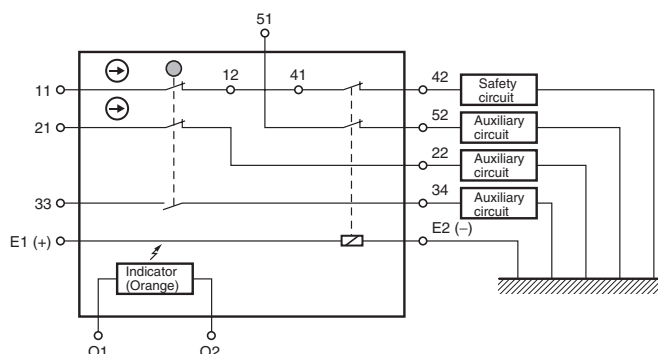 51
11
12
41
42
Safety
circuit
21
52
Auxiliary
circuit
22
Auxiliary
circuit
33
34
Auxiliary
circuit
E1 (+)
E2 (−)
Indicator
(Orange)
O1
O2